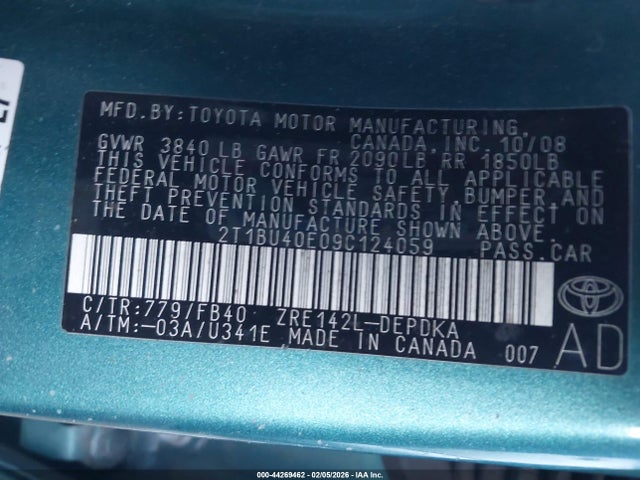 MFD.BY:TOYOTA MOTOR MANUFACTURING,
CANADA,INC. 10/08
GVWR 3840 LB GAWR FR 2090LB RR 1850LB
THIS VEHICLE CONFORMS TO ALL APPLICABLE
FEDERAL MOTOR VEHICLE SAFETY,BUMPER,AND
THEFT PREVENTION STANDARDS IN EFFECT ON
THE DATE OF MANUFACTURE SHOWN ABOVE.
2T1BU40E09C124059 PASS.CAR
C/TR:779/FB40 ZRE142L-DEPDKA
A/TM:-03A/U341E MADE IN CANADA 007
AD
000-44269462 - 02/05/2026 - IAA Inc.